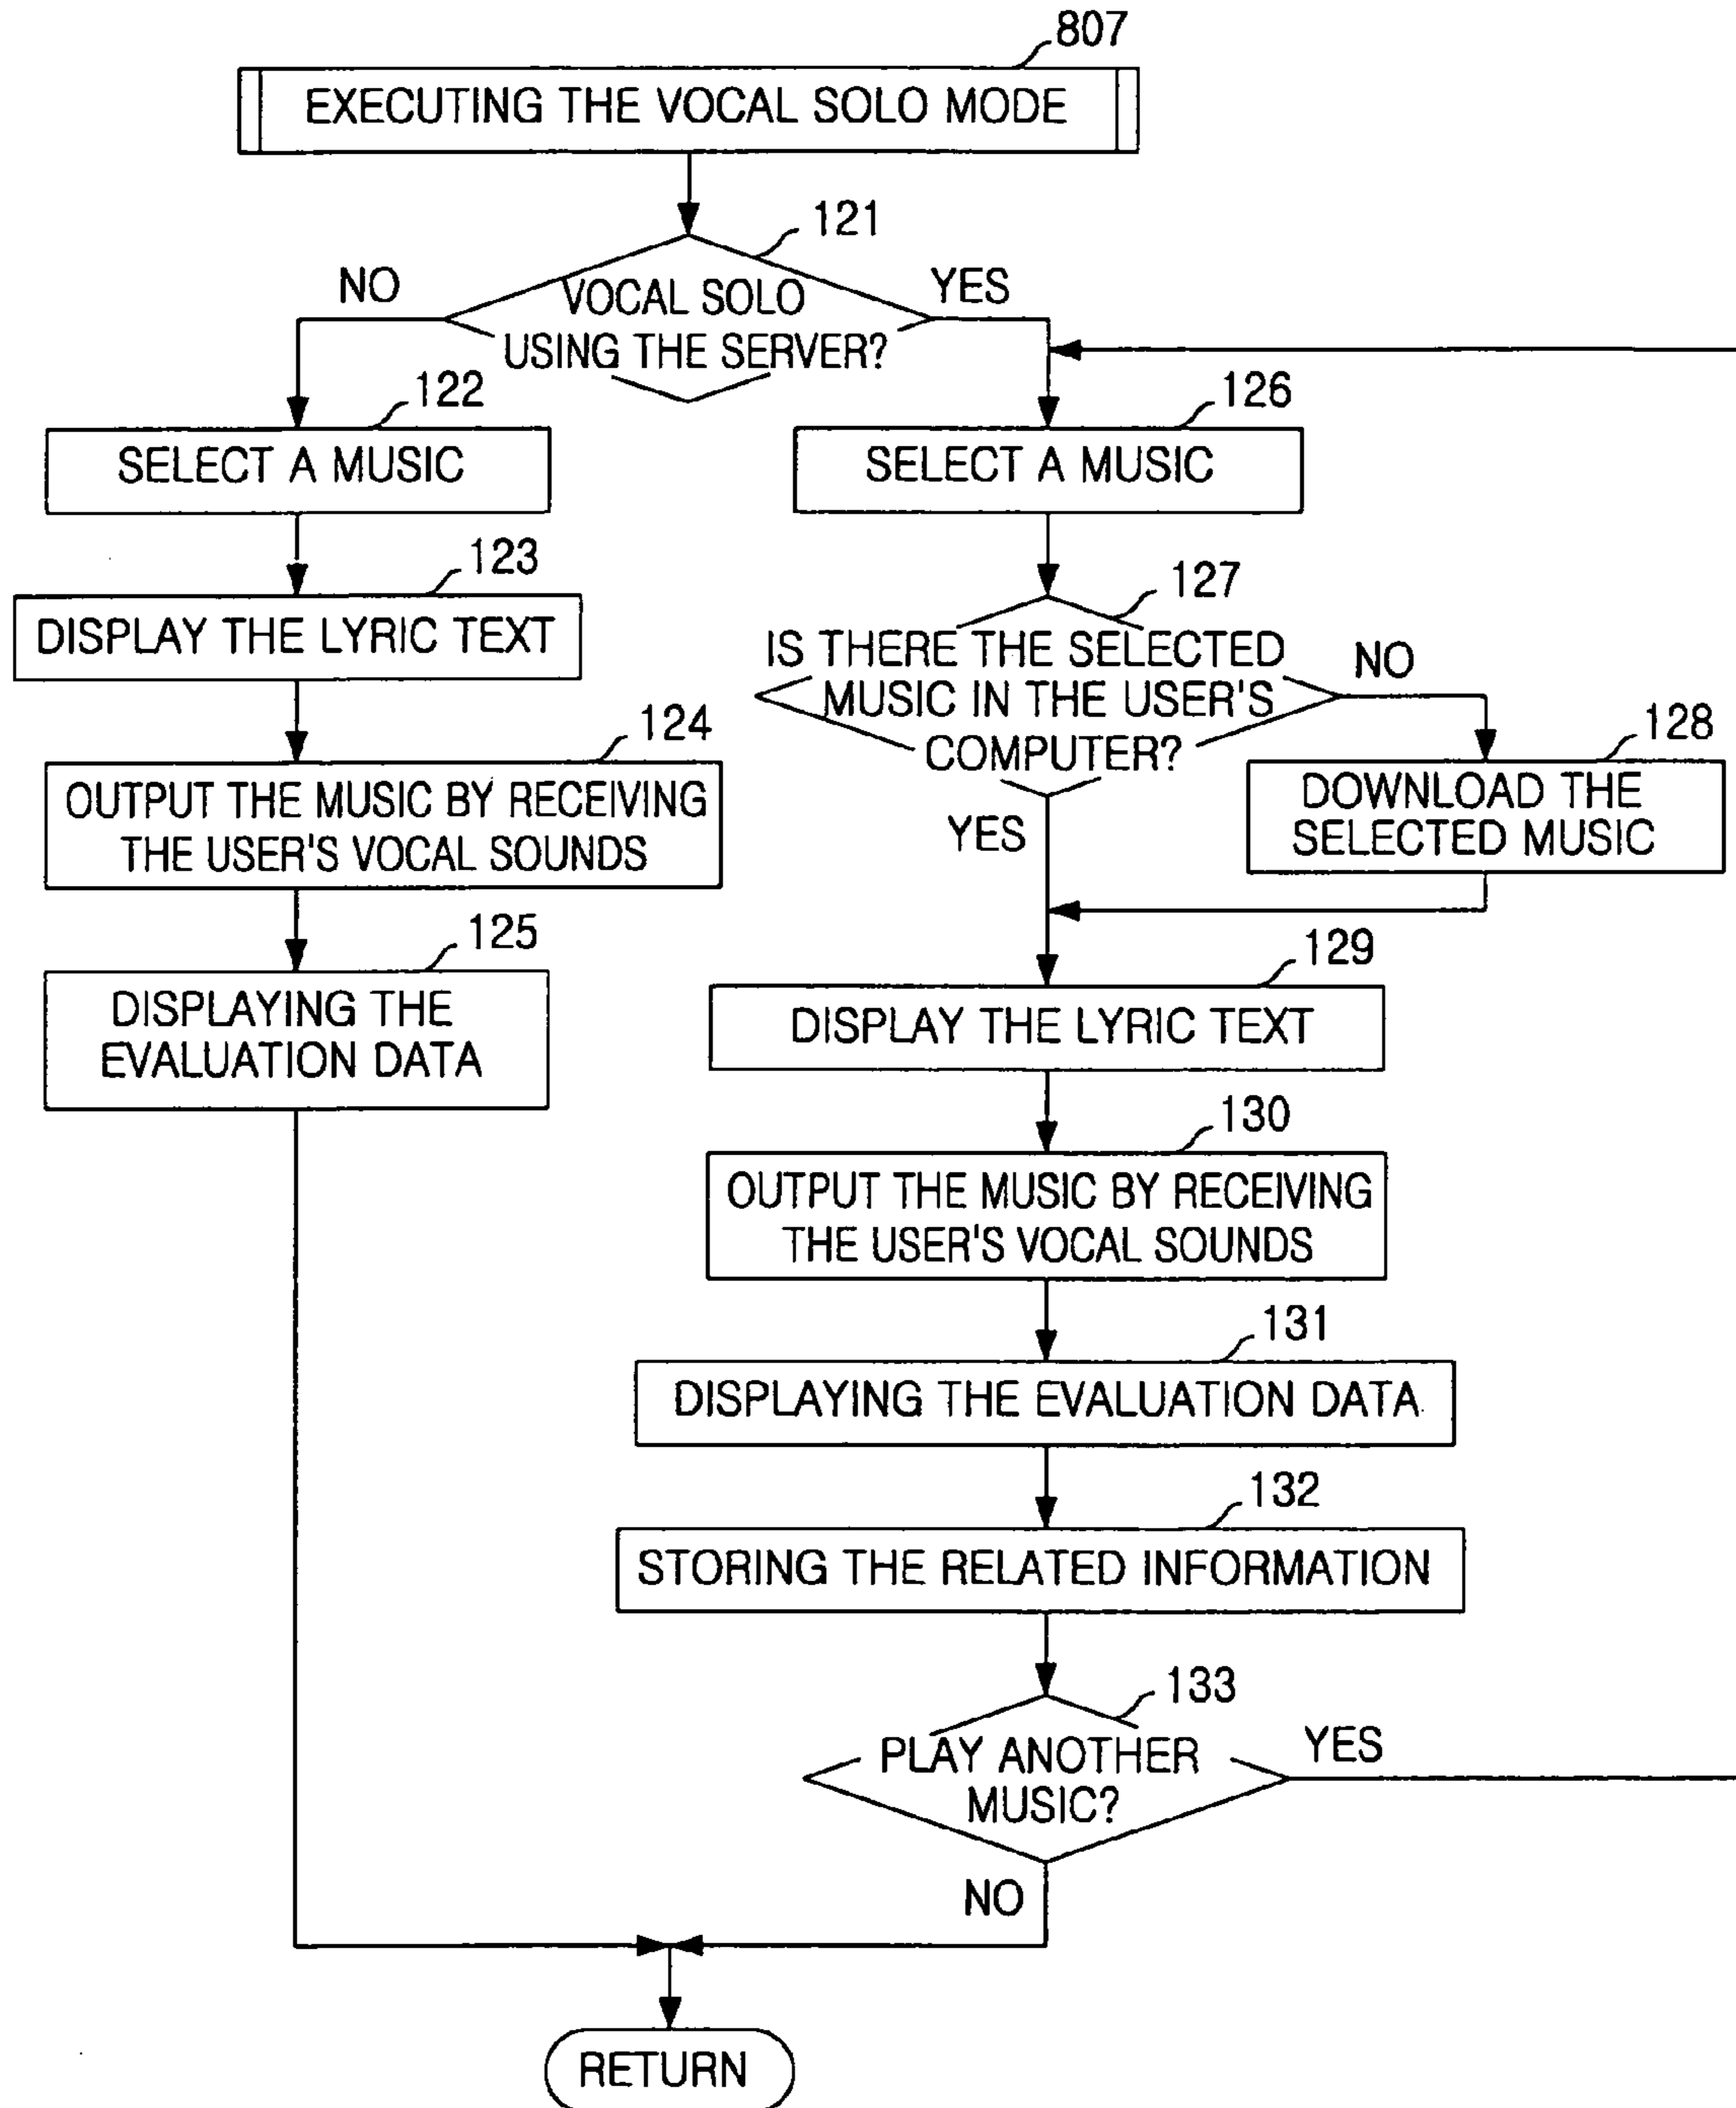 807
EXECUTING THE VOCAL SOLO MODE
121
NO
YES
VOCAL SOLO
USING THE SERVER?
122
SELECT A MUSIC
123
DISPLAY THE LYRIC TEXT
124
OUTPUT THE MUSIC BY RECEIVING
THE USER'S VOCAL SOUNDS
125
DISPLAYING THE
EVALUATION DATA
126
SELECT A MUSIC
127
IS THERE THE SELECTED
MUSIC IN THE USER'S
COMPUTER?
NO
YES
128
DOWNLOAD THE
SELECTED MUSIC
129
DISPLAY THE LYRIC TEXT
130
OUTPUT THE MUSIC BY RECEIVING
THE USER'S VOCAL SOUNDS
131
DISPLAYING THE EVALUATION DATA
132
STORING THE RELATED INFORMATION
133
PLAY ANOTHER
MUSIC?
YES
NO
RETURN